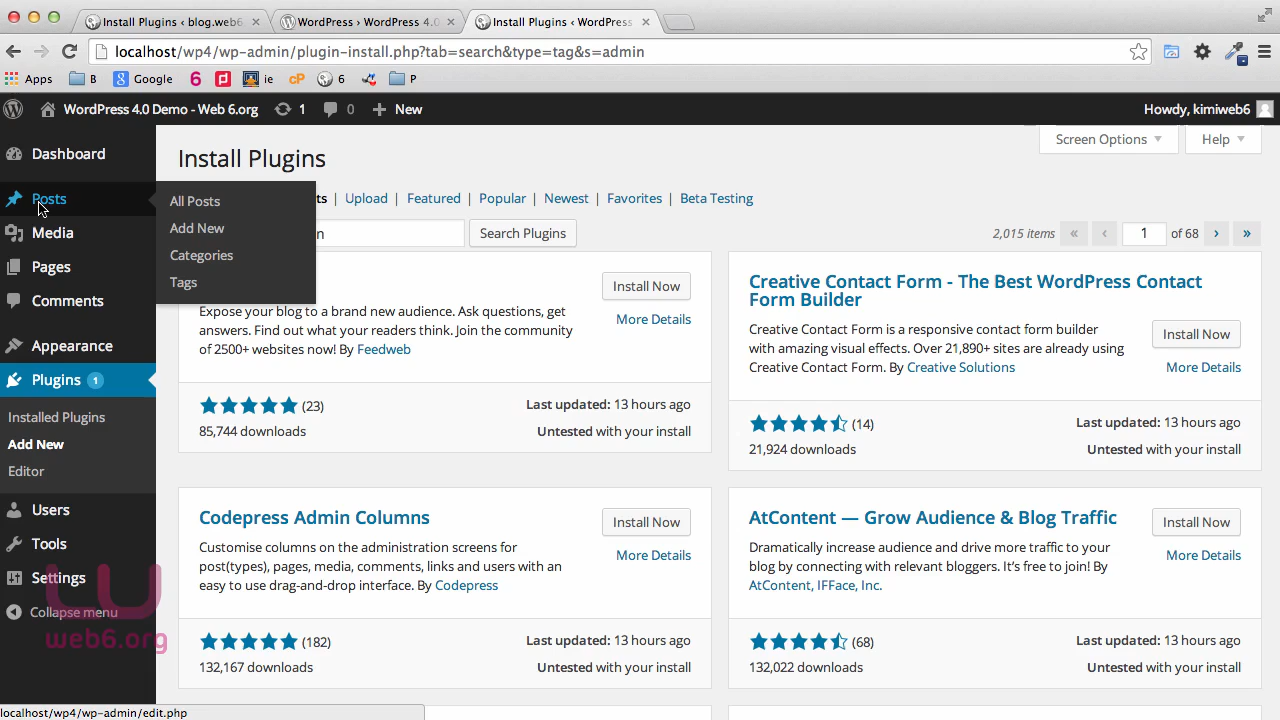 Install Plugins ‹ blog.web6.
WordPress › WordPress 4.0
Install Plugins ‹ WordPress
localhost/wp4/wp-admin/plugin-install.php?tab=search&type=tag&s=admin
Apps
B
Google
6
ie
cP
6
P
WordPress 4.0 Demo - Web 6.org
1
0
New
Howdy, kimiweb6
Dashboard
Posts
Media
Pages
Comments
Appearance
Plugins 1
Installed Plugins
Add New
Editor
Users
Tools
Settings
Collapse menu
web6.org
All Posts
Add New
Categories
Tags
Install Plugins
Screen Options
Help
ts | Upload | Featured | Popular | Newest | Favorites | Beta Testing
n
Search Plugins
2,015 items « ‹ 1 of 68 › »
Install Now
More Details
Expose your blog to a brand new audience. Ask questions, get
answers. Find out what your readers think. Join the community
of 2500+ websites now! By Feedweb
(23)
85,744 downloads
Last updated: 13 hours ago
Untested with your install
Creative Contact Form - The Best WordPress Contact
Form Builder
Install Now
More Details
Creative Contact Form is a responsive contact form builder
with amazing visual effects. Over 21,890+ sites are already using
Creative Contact Form. By Creative Solutions
(14)
21,924 downloads
Last updated: 13 hours ago
Untested with your install
Codepress Admin Columns
Install Now
More Details
Customise columns on the administration screens for
post(types), pages, media, comments, links and users with an
easy to use drag-and-drop interface. By Codepress
(182)
132,167 downloads
Last updated: 13 hours ago
Untested with your install
AtContent — Grow Audience & Blog Traffic
Install Now
More Details
Dramatically increase audience and drive more traffic to your
blog by connecting with relevant bloggers. It's free to join! By
AtContent, IFFace, Inc.
(68)
132,022 downloads
Last updated: 13 hours ago
Untested with your install
localhost/wp4/wp-admin/edit.php